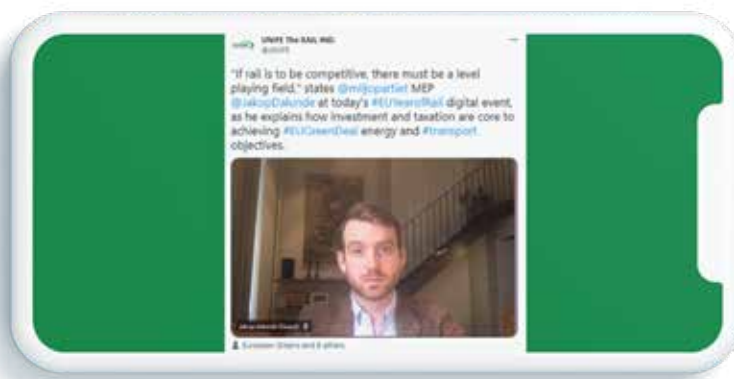 UNIFE The RAIL IND.
"If rail is to be competitive, there must be a level
playing field," states @miljopartiet MEP
@JakopDalunde at today's #EUYearofRail digital event,
as he explains how investment and taxation are core to
achieving #EUGreenDeal energy and #transport
objectives.
European Greens and 6 others